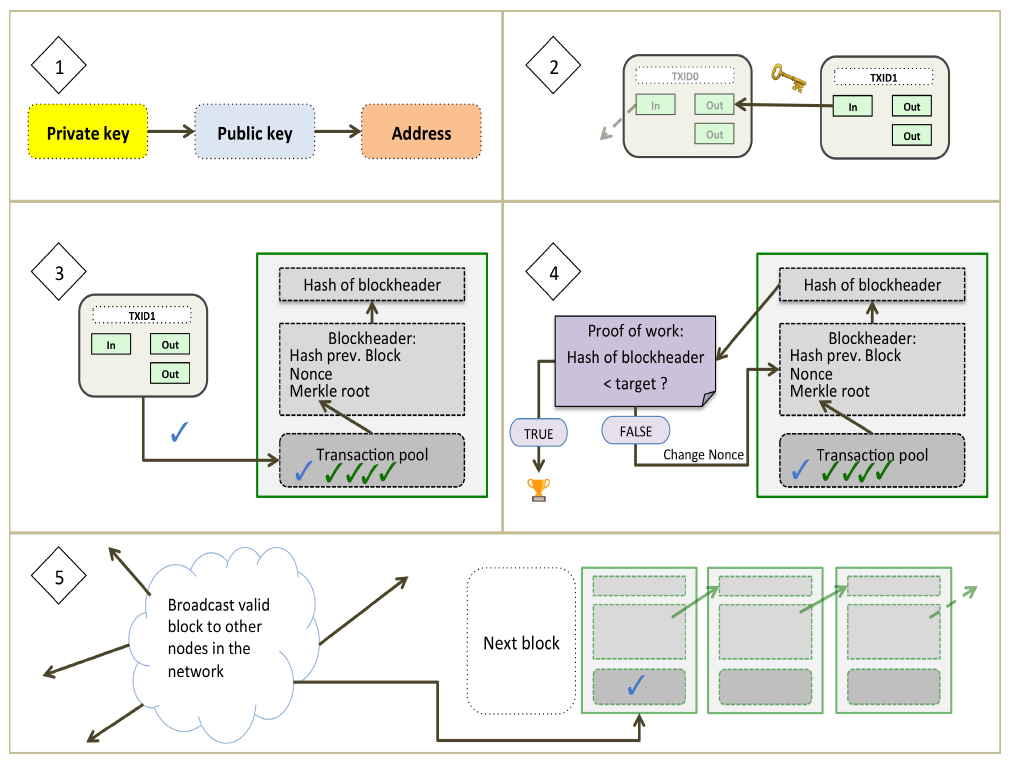 1
Private key
Public key
Address
2
TXID0
In
Out
Out
TXID1
In
Out
Out
3
TXID1
In
Out
Out
Hash of blockheader
Blockheader:
Hash prev. Block
Nonce
Merkle root
Transaction pool
4
Proof of work:
Hash of blockheader
< target ?
TRUE
FALSE
Change Nonce
Hash of blockheader
Blockheader:
Hash prev. Block
Nonce
Merkle root
Transaction pool
5
Broadcast valid
block to other
nodes in the
network
Next block